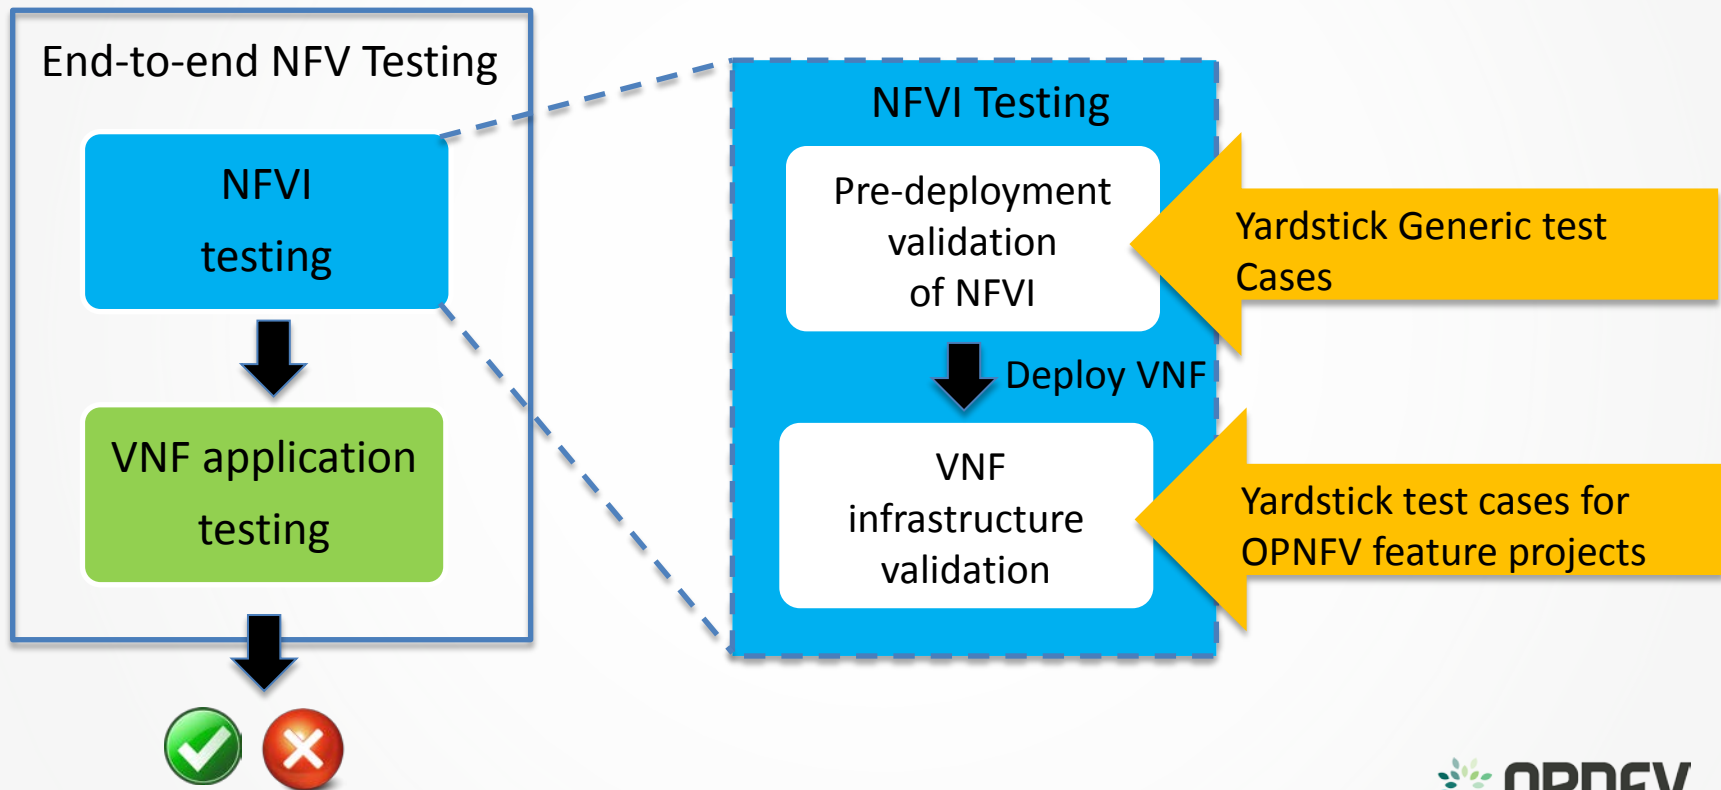 End-to-end NFV Testing
NFVI
testing
VNF application
testing
NFVI Testing
Pre-deployment
validation
of NFVI
Deploy VNF
VNF
infrastructure
validation
Yardstick Generic test
Cases
Yardstick test cases for
OPNFV feature projects
OPNFV